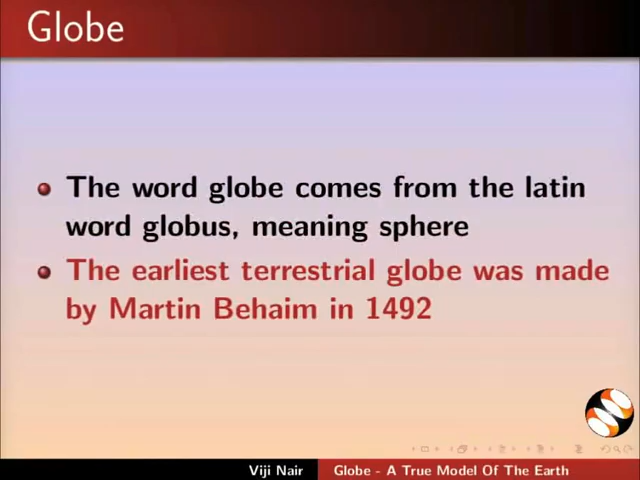 Globe
The word globe comes from the latin
word globus, meaning sphere
The earliest terrestrial globe was made
by Martin Behaim in 1492
Viji Nair
Globe - A True Model Of The Earth